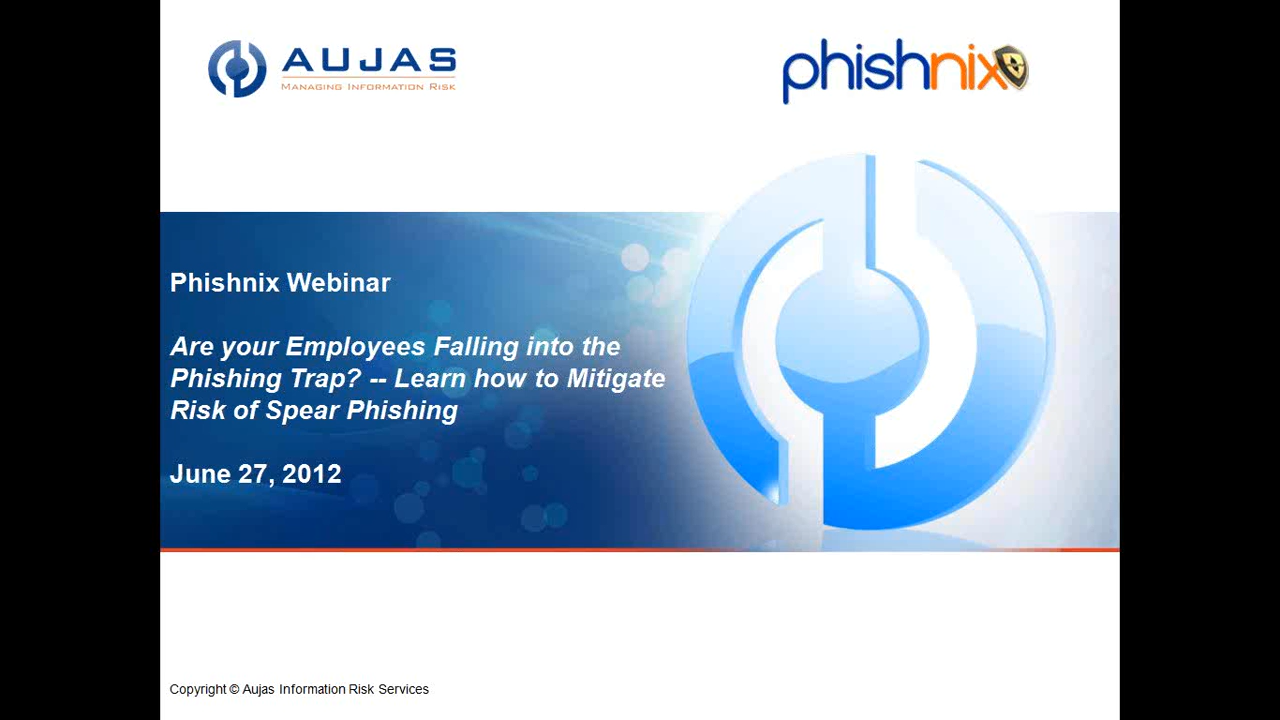 AUJAS
MANAGING INFORMATION RISK
phishnix
Phishnix Webinar
Are your Employees Falling into the
Phishing Trap? -- Learn how to Mitigate
Risk of Spear Phishing
June 27, 2012
Copyright © Aujas Information Risk Services